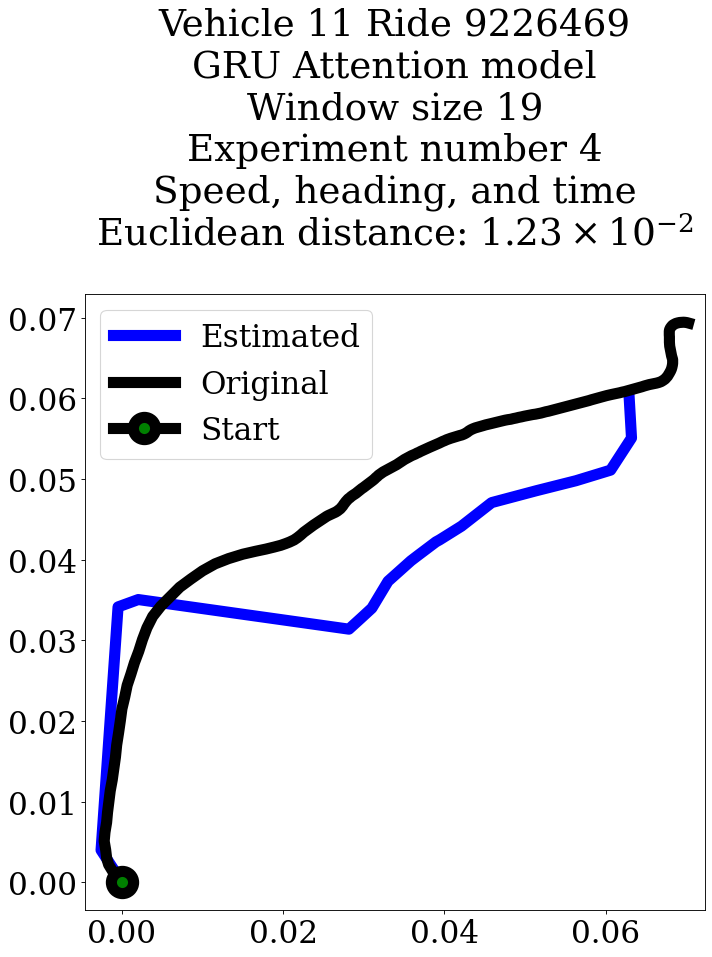 Vehicle 11 Ride 9226469
GRU Attention model
Window size 19
Experiment number 4
Speed, heading, and time
Euclidean distance: 1.23 × 10⁻²
0.07
0.06
0.05
0.04
0.03
0.02
0.01
0.00
Estimated
Original
Start
0.00 0.02 0.04 0.06